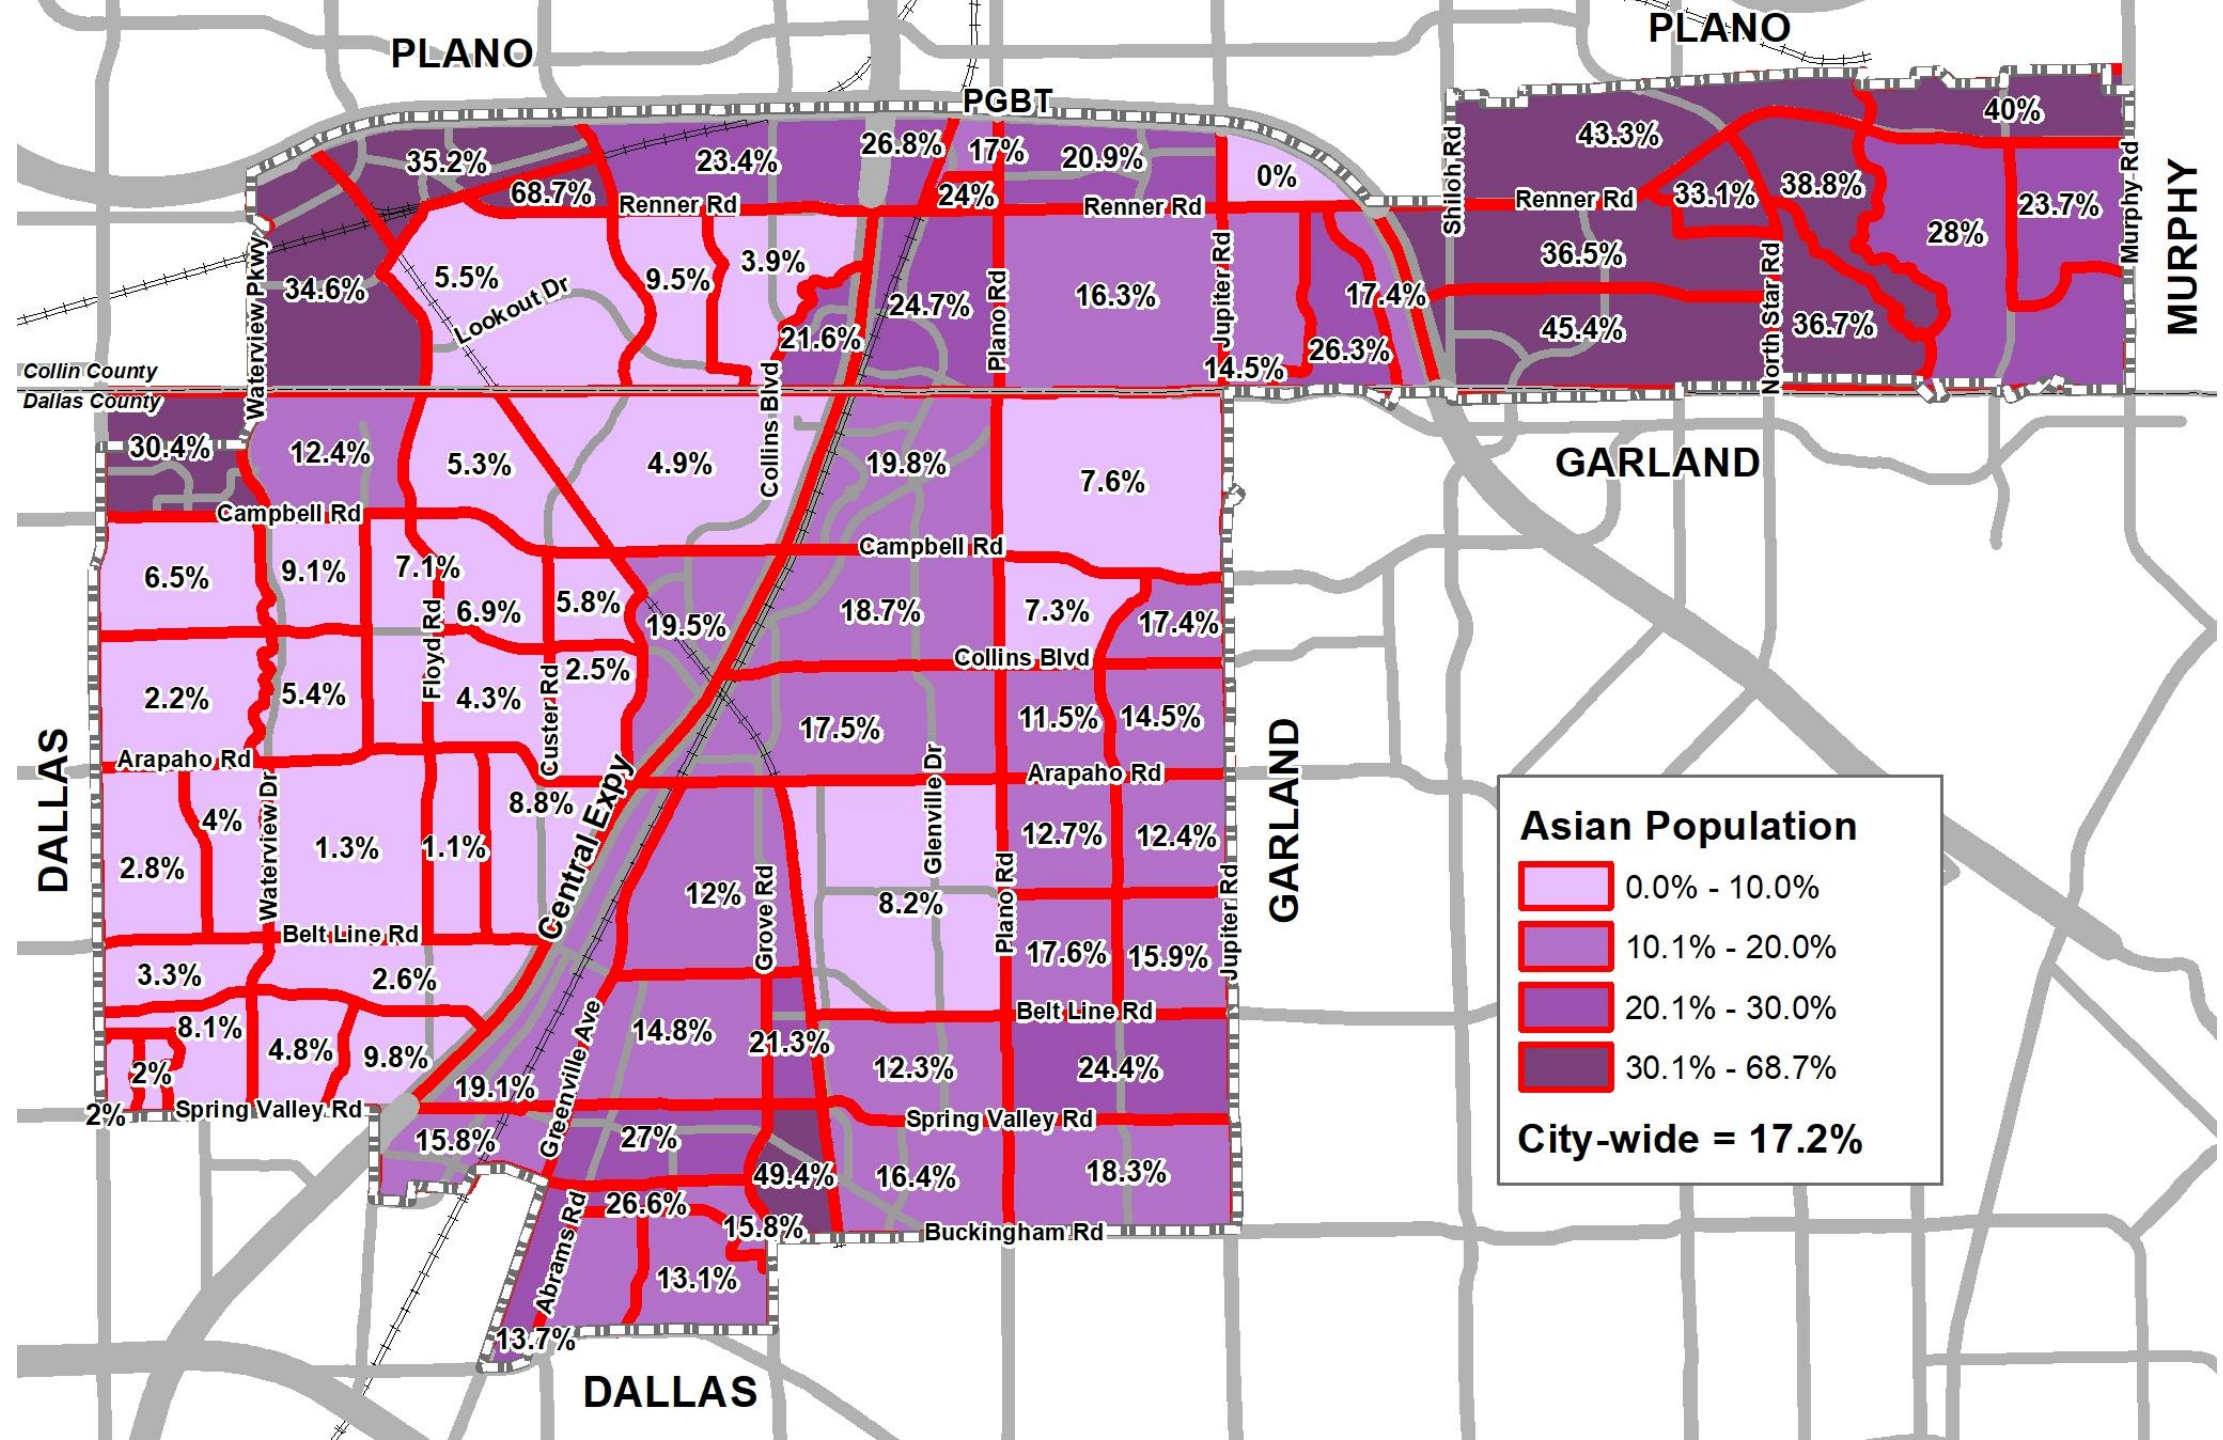 PLANO
PLANO
PGBT
40%
43.3%
Shiloh Rd
Murphy Rd
MURPHY
35.2%
23.4%
26.8%
17%
20.9%
0%
68.7%
Renner Rd
24%
Renner Rd
Renner Rd
33.1%
38.8%
23.7%
28%
Waterview Pkwy
34.6%
5.5%
Lookout Dr
9.5%
3.9%
24.7%
Plano Rd
16.3%
Jupiter Rd
17.4%
36.5%
North Star Rd
21.6%
14.5%
26.3%
45.4%
36.7%
Collin County
Dallas County
Collins Blvd
30.4%
12.4%
5.3%
4.9%
19.8%
7.6%
GARLAND
Campbell Rd
Campbell Rd
6.5%
9.1%
7.1%
6.9%
5.8%
19.5%
18.7%
7.3%
17.4%
Floyd Rd
Collins Blvd
2.2%
5.4%
4.3%
Custer Rd
2.5%
17.5%
11.5%
14.5%
DALLAS
Arapaho Rd
Arapaho Rd
GARLAND
Waterview Dr
Central Expy
Glenville Dr
8.8%
4%
2.8%
1.3%
1.1%
12%
Grove Rd
8.2%
Plano Rd
12.7%
12.4%
Jupiter Rd
Belt Line Rd
17.6%
15.9%
3.3%
2.6%
Belt Line Rd
8.1%
4.8%
9.8%
Greenville Ave
14.8%
21.3%
12.3%
24.4%
2%
19.1%
2%
Spring Valley Rd
Spring Valley Rd
15.8%
27%
49.4%
16.4%
18.3%
Abrams Rd
26.6%
15.8%
Buckingham Rd
13.1%
13.7%
DALLAS
Asian Population
0.0% - 10.0%
10.1% - 20.0%
20.1% - 30.0%
30.1% - 68.7%
City-wide = 17.2%